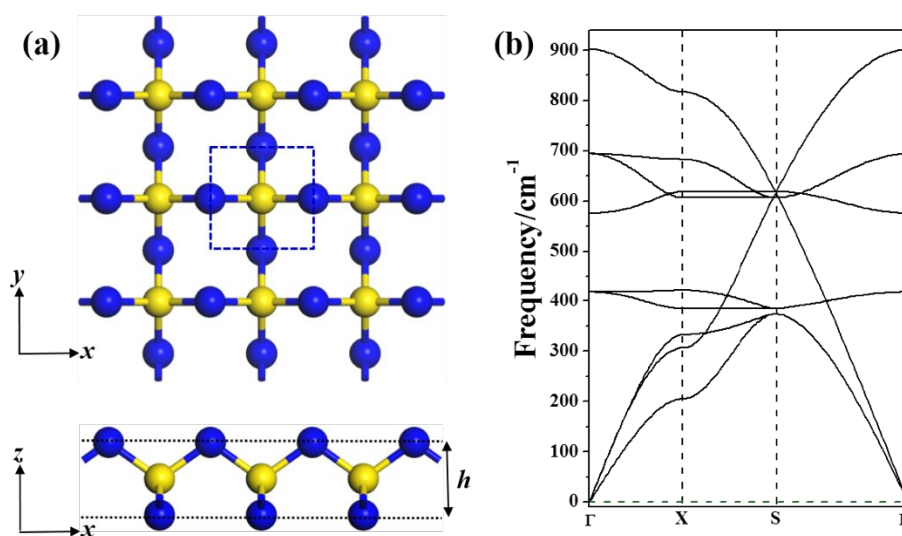 (a)
y
x
z
h
x
(b)
Frequency/cm⁻¹
900
800
700
600
500
400
300
200
100
0
Γ X S Γ